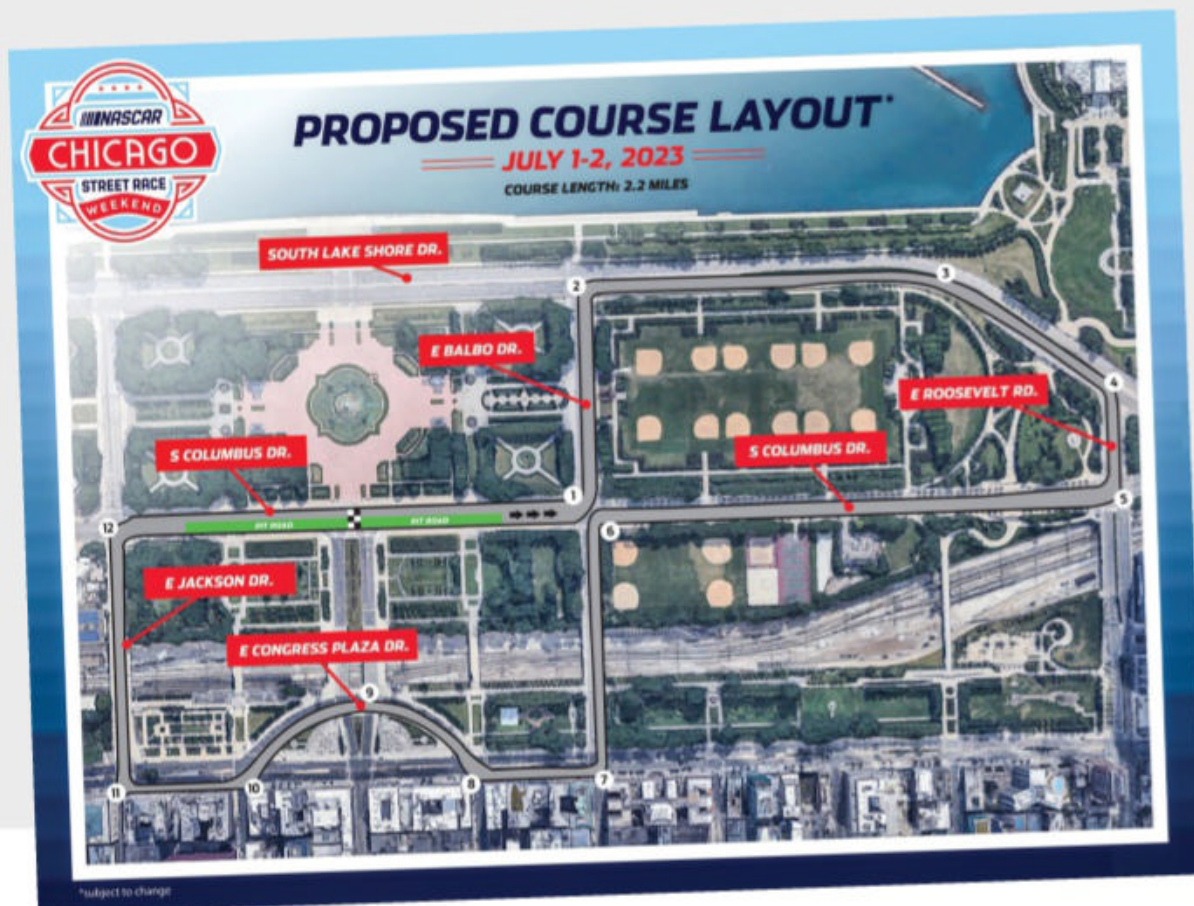 NASCAR
CHICAGO
STREET RACE
WEEKEND
PROPOSED COURSE LAYOUT*
JULY 1-2, 2023
COURSE LENGTH: 2.2 MILES
SOUTH LAKE SHORE DR.
2
3
E BALBO DR.
4
E ROOSEVELT RD.
S COLUMBUS DR.
S COLUMBUS DR.
1
5
12
PIT ROAD
PIT ROAD
6
E JACKSON DR.
E CONGRESS PLAZA DR.
9
11
10
8
7
*subject to change